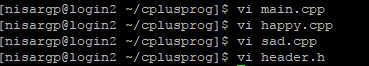 [nisargp@login2 ~/cplusprog]$ vi main.cpp
[nisargp@login2 ~/cplusprog]$ vi happy.cpp
[nisargp@login2 ~/cplusprog]$ vi sad.cpp
[nisargp@login2 ~/cplusprog]$ vi header.h